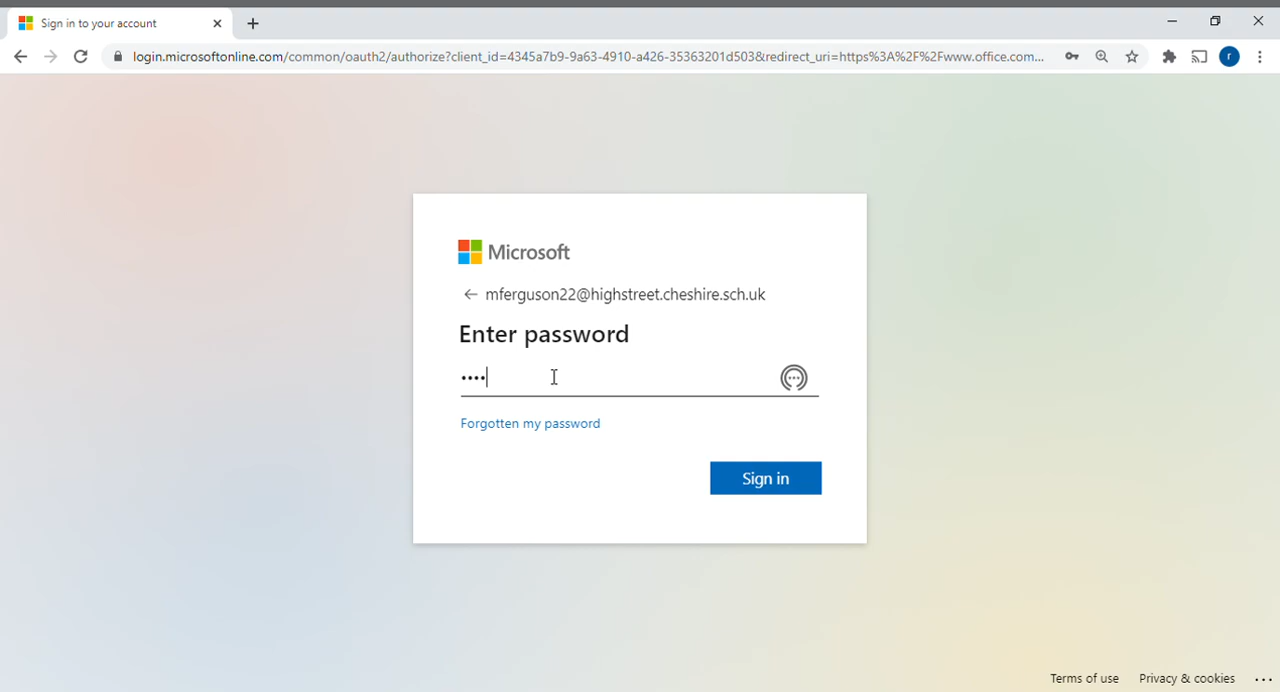 Sign in to your account
login.microsoftonline.com/common/oauth2/authorize?client_id=4345a7b9-9a63-4910-a426-35363201d503&redirect_uri=https%3A%2F%2Fwww.office.com...
r
Microsoft
mferguson22@highstreet.cheshire.sch.uk
Enter password
••••
Forgotten my password
Sign in
Terms of use Privacy & cookies ...